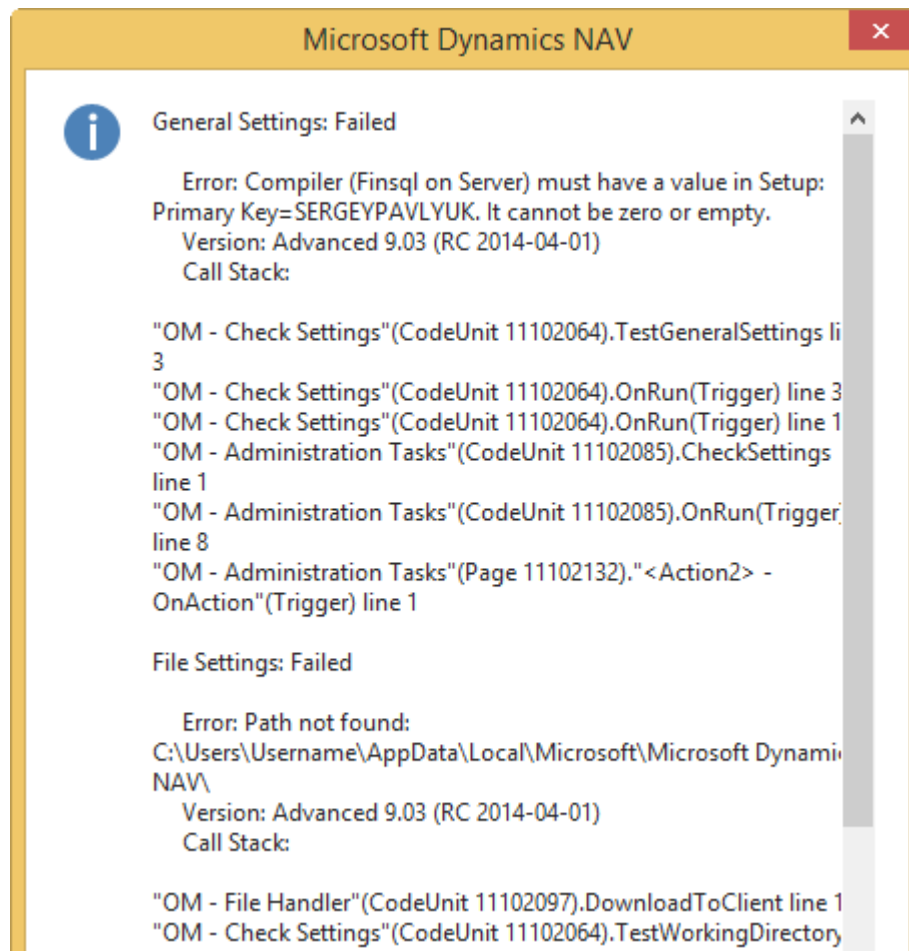 Microsoft Dynamics NAV
General Settings: Failed
Error: Compiler (Finsql on Server) must have a value in Setup:
Primary Key=SERGEYPAVLYUK. It cannot be zero or empty.
Version: Advanced 9.03 (RC 2014-04-01)
Call Stack:
"OM - Check Settings"(CodeUnit 11102064).TestGeneralSettings li
3
"OM - Check Settings"(CodeUnit 11102064).OnRun(Trigger) line 3
"OM - Check Settings"(CodeUnit 11102064).OnRun(Trigger) line 1
"OM - Administration Tasks"(CodeUnit 11102085).CheckSettings
line 1
"OM - Administration Tasks"(CodeUnit 11102085).OnRun(Trigger)
line 8
"OM - Administration Tasks"(Page 11102132)."<Action2> -
OnAction"(Trigger) line 1
File Settings: Failed
Error: Path not found:
C:\Users\Username\AppData\Local\Microsoft\Microsoft Dynami
NAV\
Version: Advanced 9.03 (RC 2014-04-01)
Call Stack:
"OM - File Handler"(CodeUnit 11102097).DownloadToClient line 1
"OM - Check Settings"(CodeUnit 11102064).TestWorkingDirectory